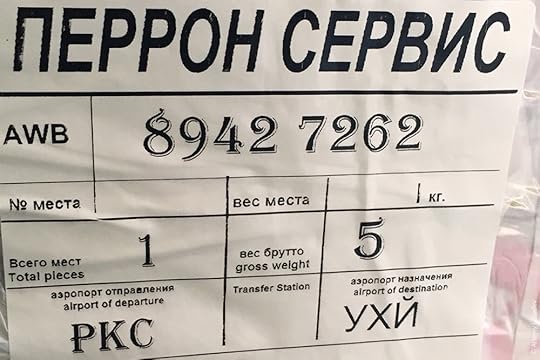 ПЕРРОН СЕРВИС
AWB 8942 7262
№ места вес места 1 кг.
Всего мест Total pieces 1 вес брутто gross weight 5
аэропорт отправления Transfer Station аэропорт назначения
airport of departure airport of destination
РКС УХЙ